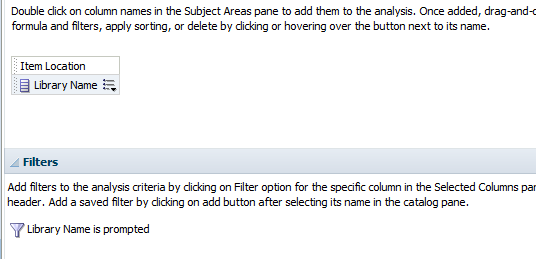 Double click on column names in the Subject Areas pane to add them to the analysis. Once added, drag-and-
formula and filters, apply sorting, or delete by clicking or hovering over the button next to its name.
Item Location
Library Name
Filters
Add filters to the analysis criteria by clicking on Filter option for the specific column in the Selected Columns
header. Add a saved filter by clicking on add button after selecting its name in the catalog pane.
Library Name is prompted